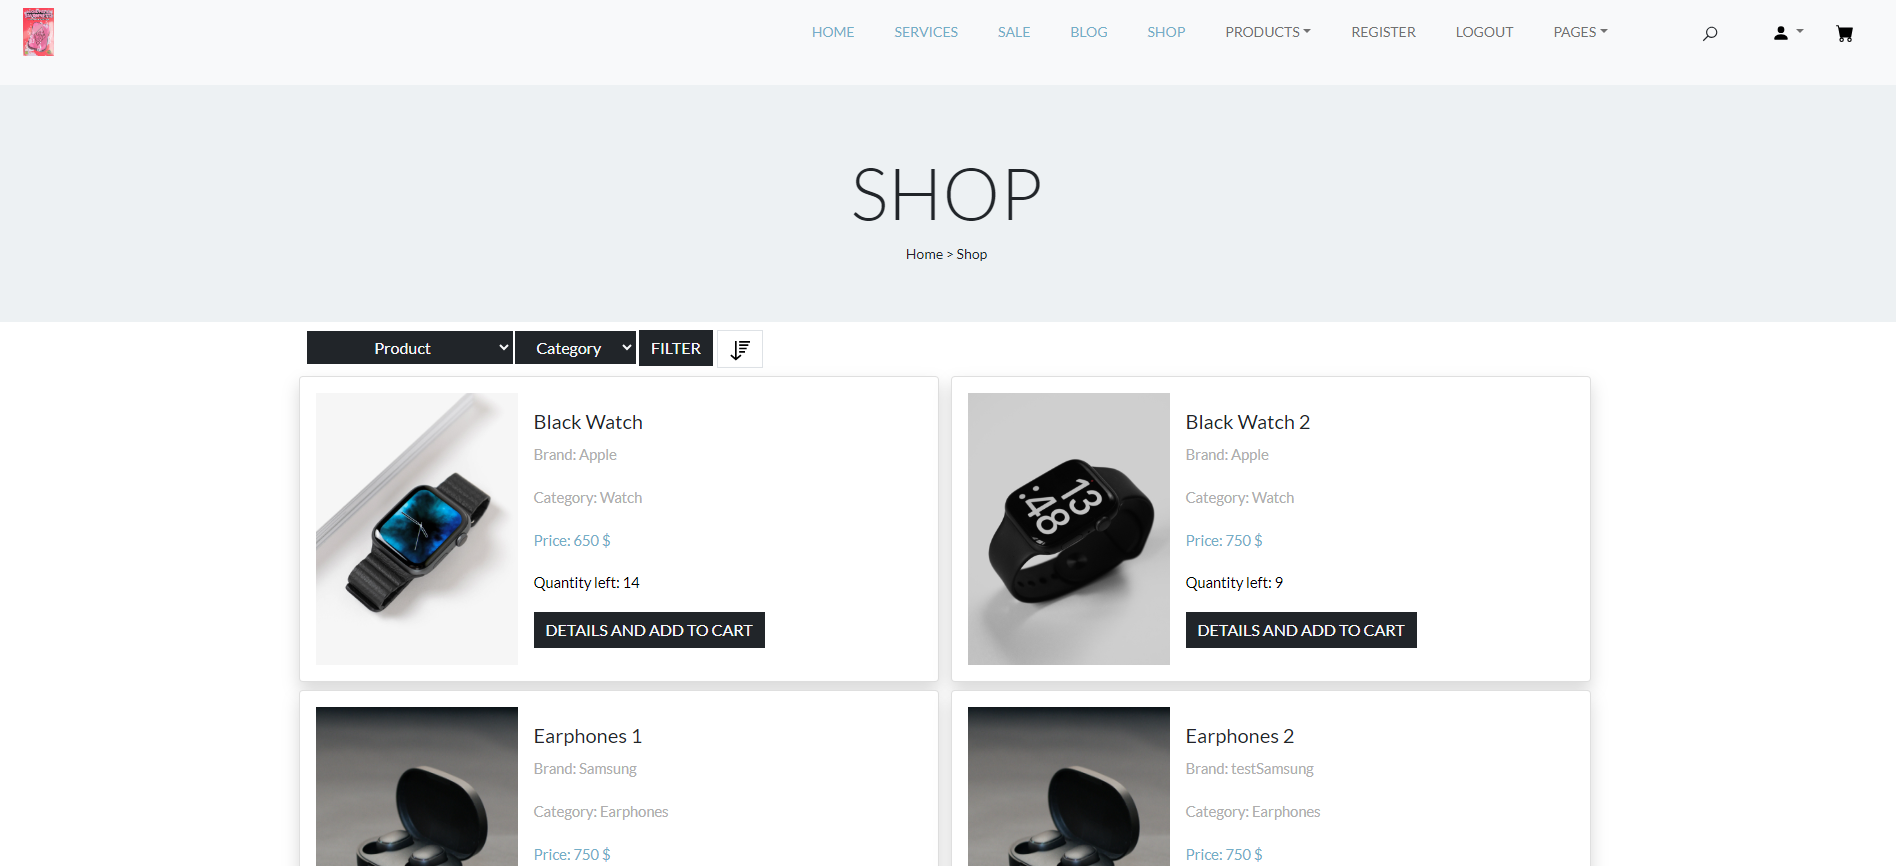 HOME SERVICES SALE BLOG SHOP PRODUCTS REGISTER LOGOUT PAGES
SHOP
Home > Shop
Product Category FILTER
Black Watch
Brand: Apple
Category: Watch
Price: 650 $
Quantity left: 14
DETAILS AND ADD TO CART
13
:48
Black Watch 2
Brand: Apple
Category: Watch
Price: 750 $
Quantity left: 9
DETAILS AND ADD TO CART
Earphones 1
Brand: Samsung
Category: Earphones
Price: 750 $
Earphones 2
Brand: testSamsung
Category: Earphones
Price: 750 $